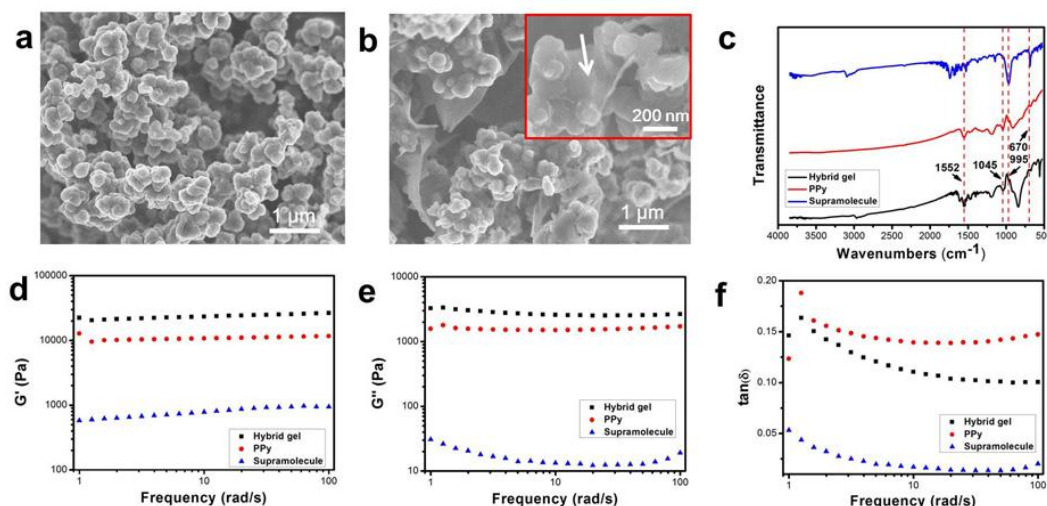 a
1 µm
b
200 nm
1 µm
c
Transmittance
Hybrid gel
PPy
Supramolecule
1552
1045
670
995
4000 3500 3000 2500 2000 1500 1000 50
Wavenumbers (cm-1)
d
G' (Pa)
100000
10000
1000
100
Hybrid gel
PPy
Supramolecule
1 10 100
Frequency (rad/s)
e
G" (Pa)
10000
1000
100
10
Hybrid gel
PPy
Supramolecule
1 10 100
Frequency (rad/s)
f
tan(δ)
0.20
0.15
0.10
0.05
Hybrid gel
PPy
Supramolecule
1 10 100
Frequency (rad/s)